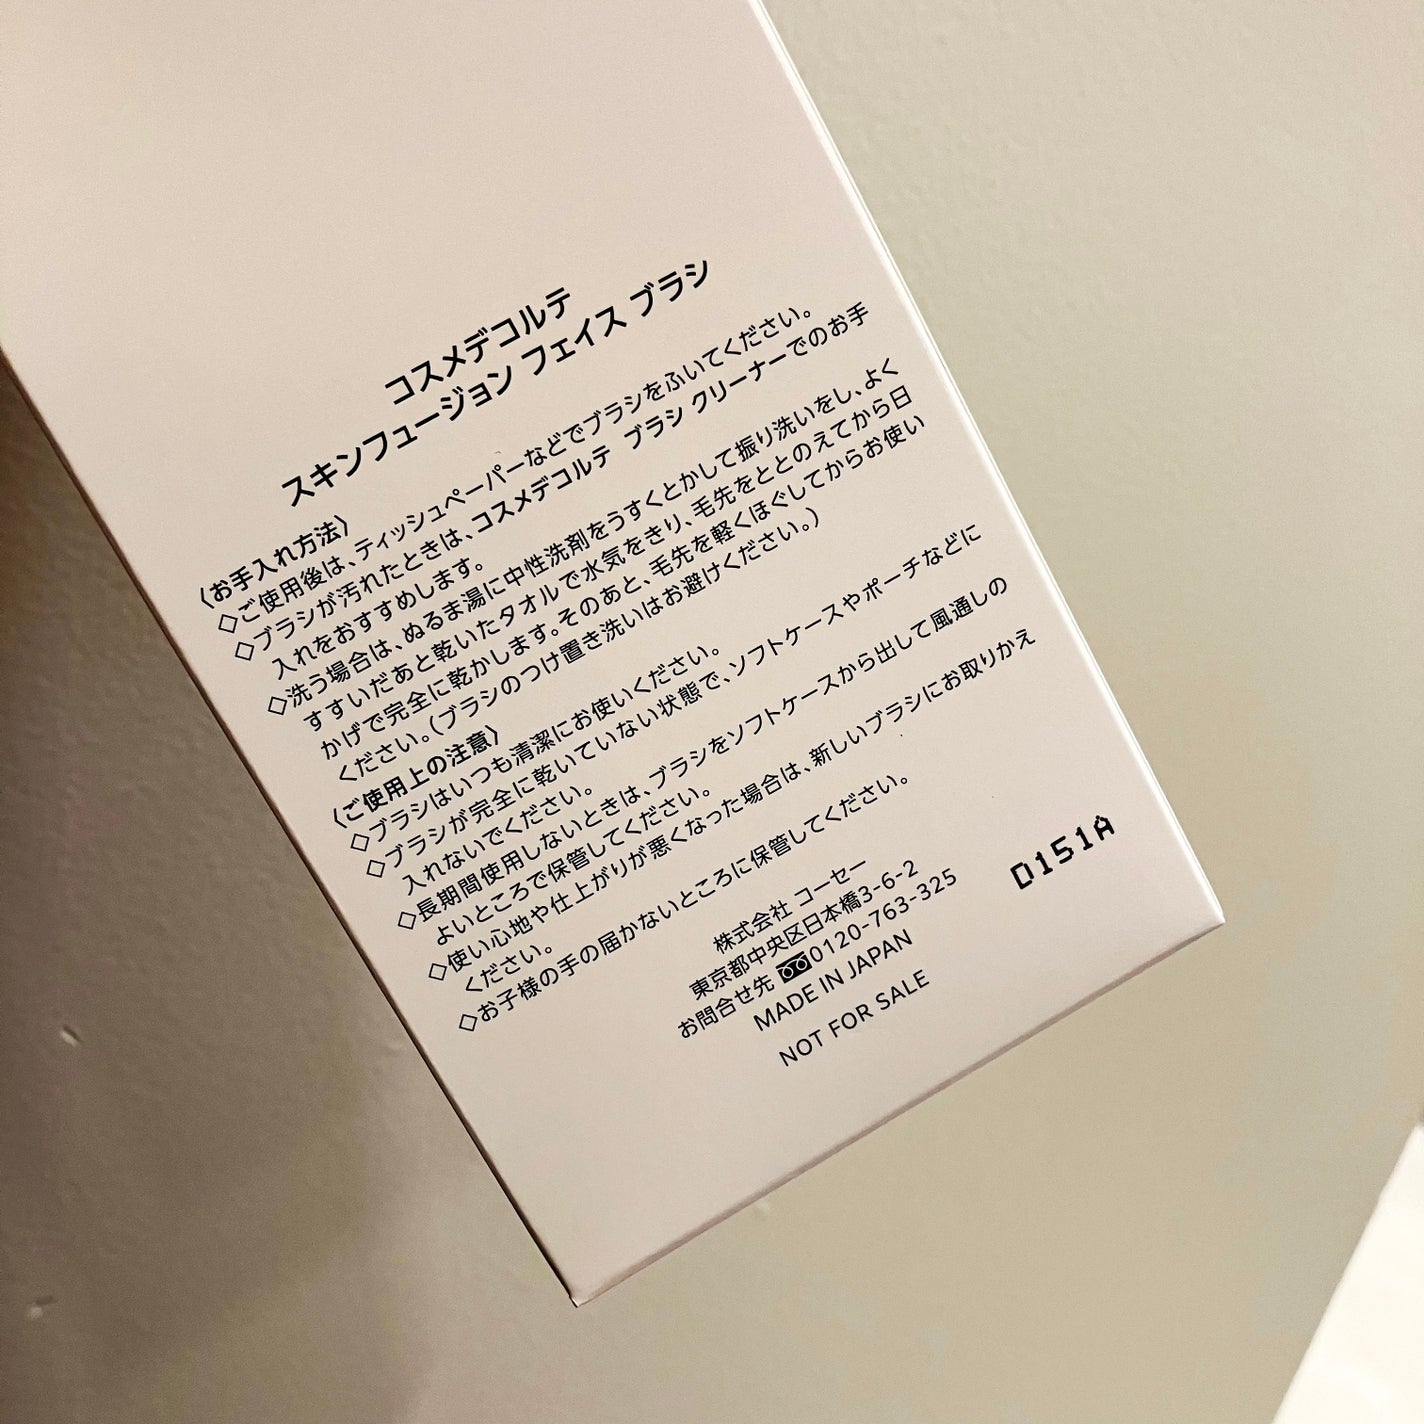 コスメデコルテ
スキンフュージョン フェイス ブラシ
〈お手入れ方法〉
◇ご使用後は、ティッシュペーパーなどでブラシをふいてください。
◇ブラシが汚れたときは、コスメデコルテ ブラシ クリーナーでのお手
入れをおすすめします。
◇洗う場合は、ぬるま湯に中性洗剤をうすくとかして振り洗いをし、よく
すすいだあと乾いたタオルで水気をきり、毛先をととのえてから日
かげで完全に乾かします。そのあと、毛先を軽くほぐしてからお使い
ください。(ブラシのつけ置き洗いはお避けください。)
〈ご使用上の注意〉
◇ブラシはいつも清潔にお使いください。
◇ブラシが完全に乾いていない状態で、ソフトケースやポーチなどに
入れないでください。
◇長期間使用しないときは、ブラシをソフトケースから出して風通しの
よいところで保管してください。
◇使い心地や仕上がりが悪くなった場合は、新しいブラシにお取りかえ
ください。
◇お子様の手の届かないところに保管してください。
株式会社 コーセー
東京都中央区日本橋3-6-2
お問合せ先 0120-763-325
MADE IN JAPAN
NOT FOR SALE
D151A